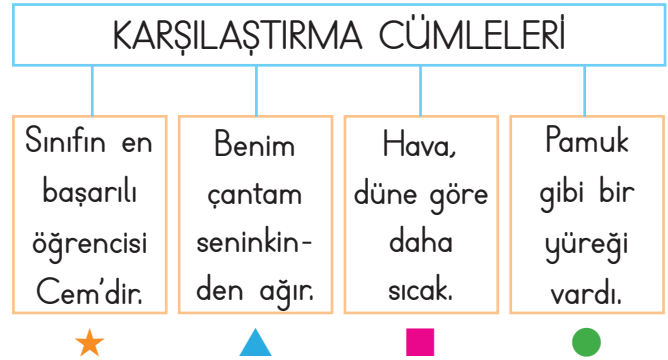 KARŞILAŞTIRMA CÜMLELERİ
Sınıfın en
başarılı
öğrencisi
Cem'dir.
Benim
çantam
seninkin-
den ağır.
Hava,
düne göre
daha
sıcak.
Pamuk
gibi bir
yüreği
vardı.